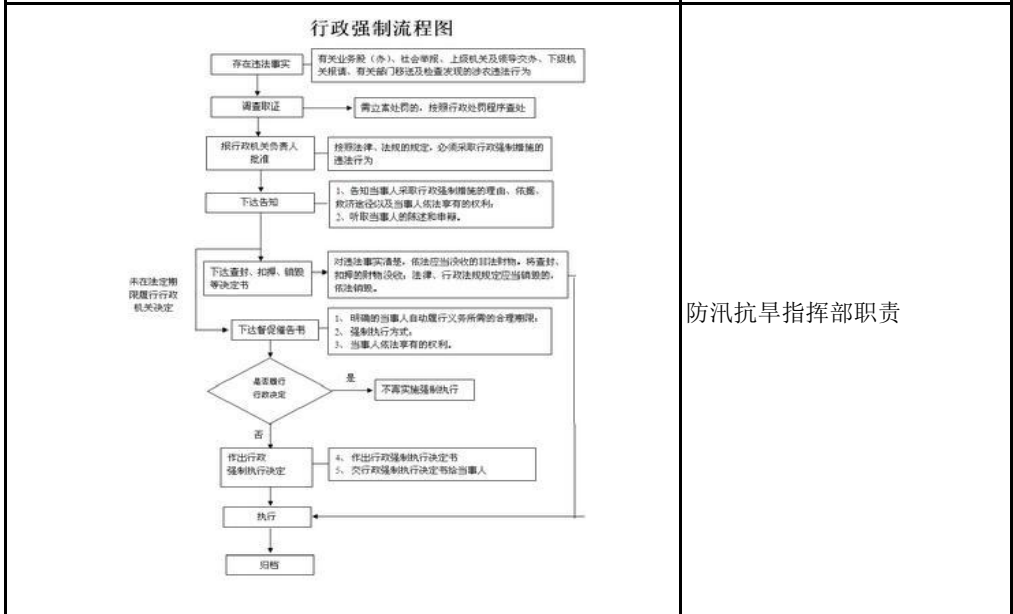 行政强制流程图
存在违法事实
有关业务股（办）、社会举报、上级机关及领导交办、下级机
关报请、有关部门移送及检查发现的涉农违法行为
调查取证
需立案处罚的，按照行政处罚程序查处
报行政机关负责人
批准
按照法律、法规的规定，必须采取行政强制措施的
违法行为
下达告知
1、告知当事人采取行政强制措施的理由、依据、
救济途径以及当事人依法享有的权利；
2、听取当事人的陈述和申辩。
未在法定期
限履行行政
机关决定
下达查封、扣押、销毁
等决定书
对违法事实清楚，依法应当没收的非法财物，将查封、
扣押的财物没收；法律、行政法规规定应当销毁的，
依法销毁。
防汛抗旱指挥部职责
下达督促催告书
1、 明确的当事人自动履行义务所需的合理期限；
2、 强制执行方式；
3、 当事人依法享有的权利。
是否履行
行政决定
是
不再实施强制执行
否
作出行政
强制执行决定
4、 作出行政强制执行决定书
5、 交行政强制执行决定书给当事人
执行
归档